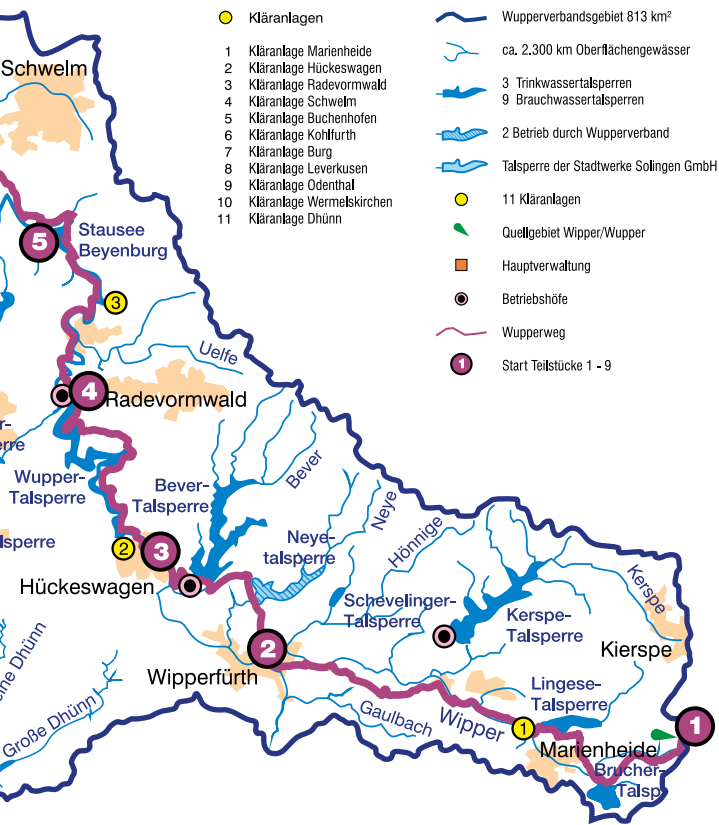 Kläranlagen
1 Kläranlage Marienheide
2 Kläranlage Hückeswagen
3 Kläranlage Radevormwald
4 Kläranlage Schwelm
5 Kläranlage Buchenhofen
6 Kläranlage Kohlfurth
7 Kläranlage Burg
8 Kläranlage Leverkusen
9 Kläranlage Odenthal
10 Kläranlage Wermelskirchen
11 Kläranlage Dhünn
Wupperverbandsgebiet 813 km²
ca. 2.300 km Oberflächengewässer
3 Trinkwassertalsperren
9 Brauchwassertalsperren
2 Betrieb durch Wupperverband
Talsperre der Stadtwerke Solingen GmbH
11 Kläranlagen
Quellgebiet Wipper/Wupper
Hauptverwaltung
Betriebshöfe
Wupperweg
1 Start Teilstücke 1 - 9
Schwelm
5
Stausee
Beyenburg
3
Uelfe
4
Radevormwald
r-
erre
Wupper-
Talsperre
Bever-
Talsperre
Bever
Neye
Hönnige
lsperre
2
3
Neye-
talsperre
Hückeswagen
Schevelinger-
Talsperre
Kerspe-
Talsperre
Kerspe
Kierspe
eine Dhünn
Große Dhünn
2
Wipperfürth
Gaulbach
Wipper
Lingese-
Talsperre
1
Marienheide
1
Brucher-
Talsp.